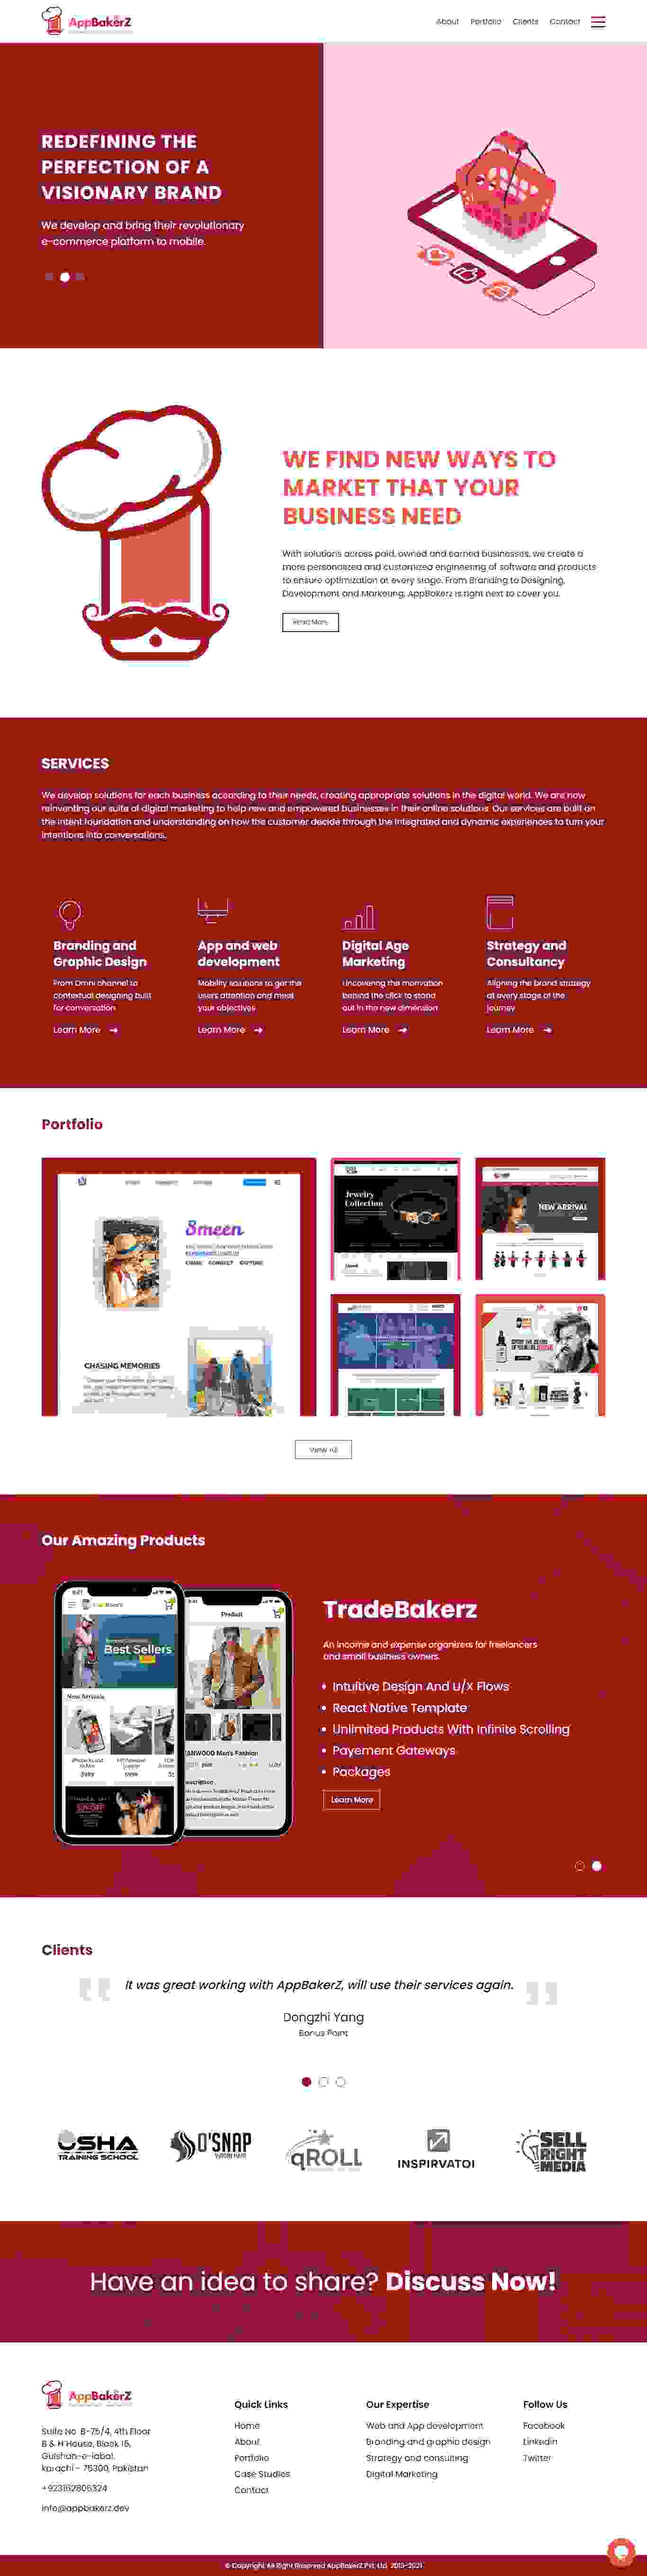 AppBakerZ
About Portfolio Clients Contact
REDEFINING THE
PERFECTION OF A
VISIONARY BRAND
We develop and bring their revolutionary
e-commerce platform to mobile.
WE FIND NEW WAYS TO
MARKET THAT YOUR
BUSINESS NEED
With solutions across paid, owned and earned businesses, we create a
more personalized and customized engineering of software and products
to ensure optimization at every stage. From Branding to Designing,
Development and Marketing, AppBakerz is right next to cover you.
Read More
SERVICES
We develop solutions for each business according to their needs, creating appropriate solutions in the digital world. We are now
reinventing our suite of digital marketing to help new and empowered businesses in their online solutions. Our services are built on
the intent foundation and understanding on how the customer decide through the integrated and dynamic experiences to turn your
intentions into conversations.
Branding and
Graphic Design
From Omni channel to
contextual designing built
for conversation
Learn More
App and web
development
Mobility solutions to get the
users attention and meet
your objectives
Learn More
Digital Age
Marketing
Uncovering the motivation
behind the click to stand
out in the new dimension
Learn More
Strategy and
Consultancy
Aligning the brand strategy
at every stage of the
journey
Learn More
Portfolio
Smeen
CHASING MEMORIES
Jewelry
Collection
NEW ARRIVAL
View All
Our Amazing Products
9:41
Best Sellers
New Arrivals
$999
$999
9:41
Product
KANWOOD Men's Fashion
TradeBakerz
An income and expense organizers for freelancers
and small business owners.
Intuitive Design And U/X Flows
React Native Template
Unlimited Products With Infinite Scrolling
Payement Gateways
Packages
Learn More
Clients
" It was great working with AppBakerZ, will use their services again. "
Dongzhi Yang
Bonus Point
USHA
TRAINING SCHOOL
O'SNAP
qROLL
INSPIRVATOI
SELL
RIGHT
MEDIA
Have an idea to share? Discuss Now!
AppBakerZ
Suite No. B-75/4, 4th Floor
B & H House, Block 15,
Gulshan-e-iqbal,
karachi - 75300, Pakistan
+923162806324
info@appbakerz.dev
Quick Links
Home
About
Portfolio
Case Studies
Contact
Our Expertise
Web and App development
Branding and graphic design
Strategy and consulting
Digital Marketing
Follow Us
Facebook
Linkedin
Twitter
© Copyright All Right Reserved AppBakerZ Pvt. Ltd. 2015-2021